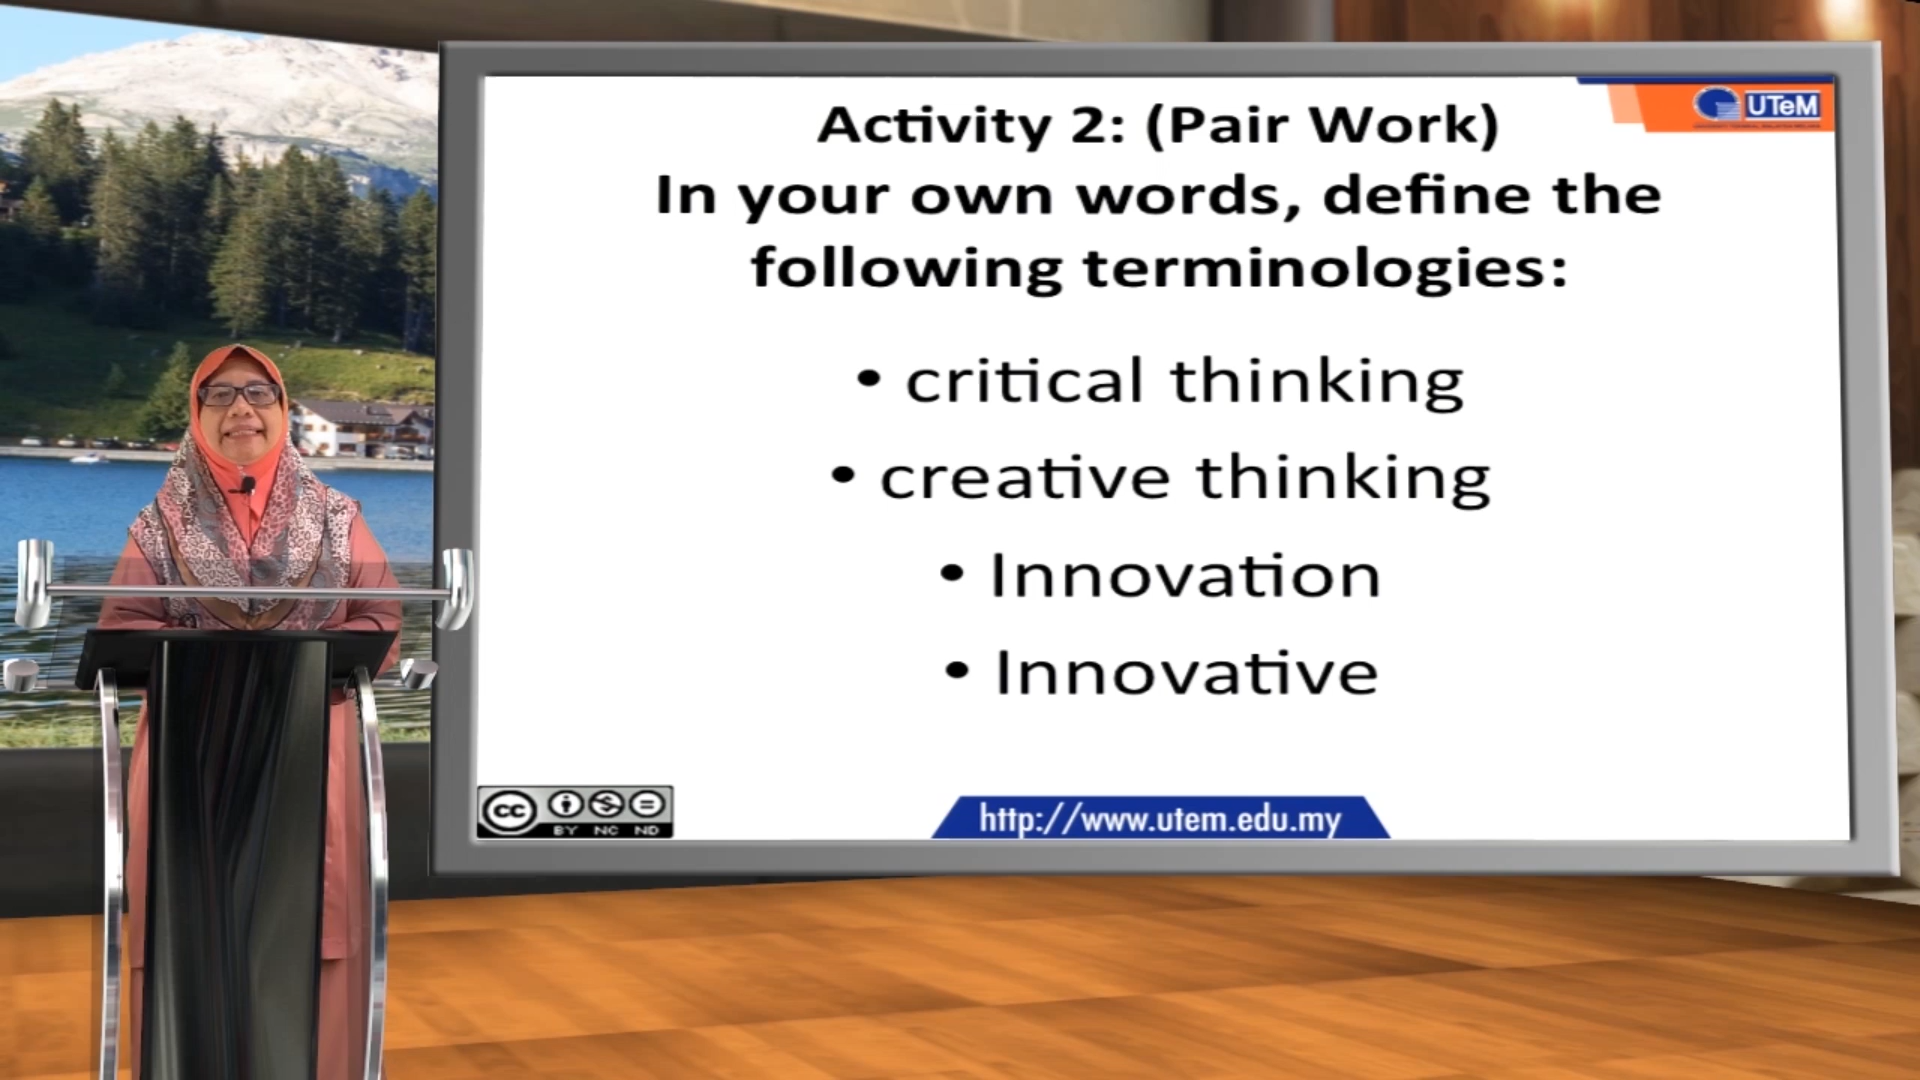 UTeM
Activity 2: (Pair Work)
In your own words, define the
following terminologies:
• critical thinking
• creative thinking
• Innovation
• Innovative
cc
BY NC ND
http://www.utem.edu.my